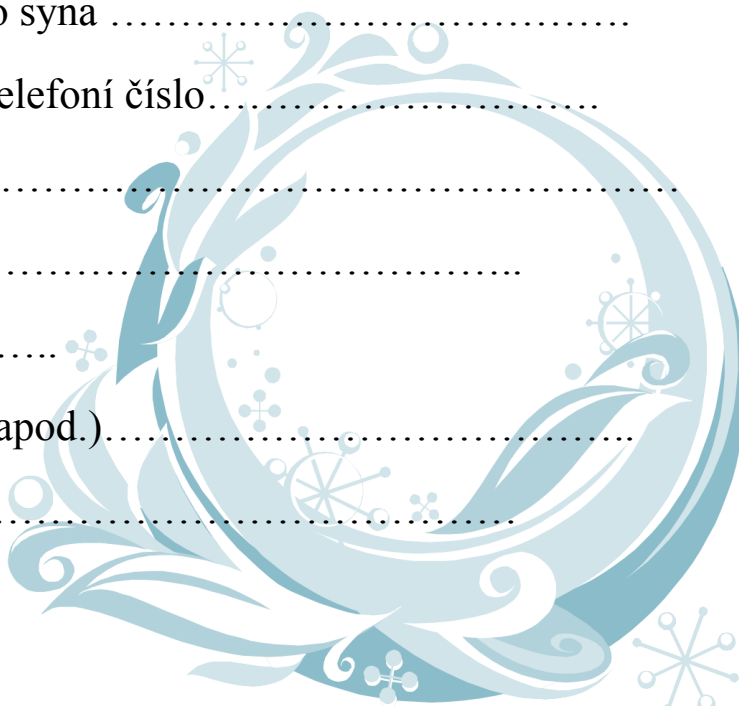 o syna ……………………………….
elefoní číslo……………………….
…………………………………………
……………………………….
…..
apod.)………………………………..
……………………………….